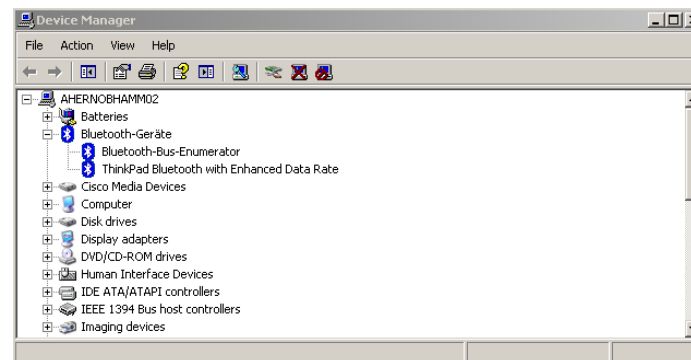 Device Manager
File Action View Help
AHERNOBHAMM02
Batteries
Bluetooth-Geräte
Bluetooth-Bus-Enumerator
ThinkPad Bluetooth with Enhanced Data Rate
Cisco Media Devices
Computer
Disk drives
Display adapters
DVD/CD-ROM drives
Human Interface Devices
IDE ATA/ATAPI controllers
IEEE 1394 Bus host controllers
Imaging devices